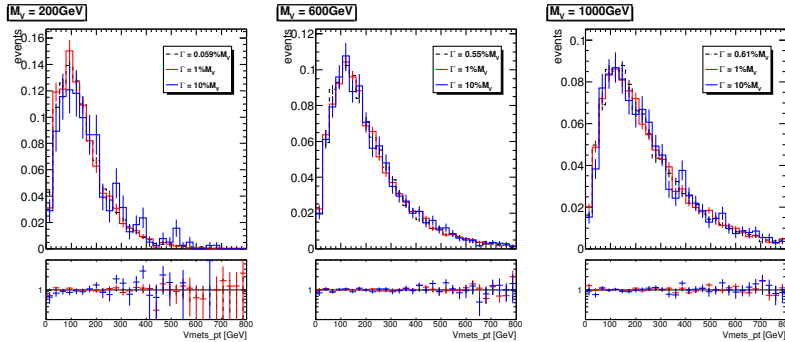 M_V = 200GeV
events
0.16
0.14
0.12
0.1
0.08
0.06
0.04
0.02
0
Γ = 0.059%M_V
Γ = 1%M_V
Γ = 10%M_V
1
0 100 200 300 400 500 600 700 800
Vmets_pt [GeV]
M_V = 600GeV
events
0.12
0.1
0.08
0.06
0.04
0.02
0
Γ = 0.55%M_V
Γ = 1%M_V
Γ = 10%M_V
1
0 100 200 300 400 500 600 700 800
Vmets_pt [GeV]
M_V = 1000GeV
events
0.1
0.08
0.06
0.04
0.02
0
Γ = 0.61%M_V
Γ = 1%M_V
Γ = 10%M_V
1
0 100 200 300 400 500 600 700 800
Vmets_pt [GeV]